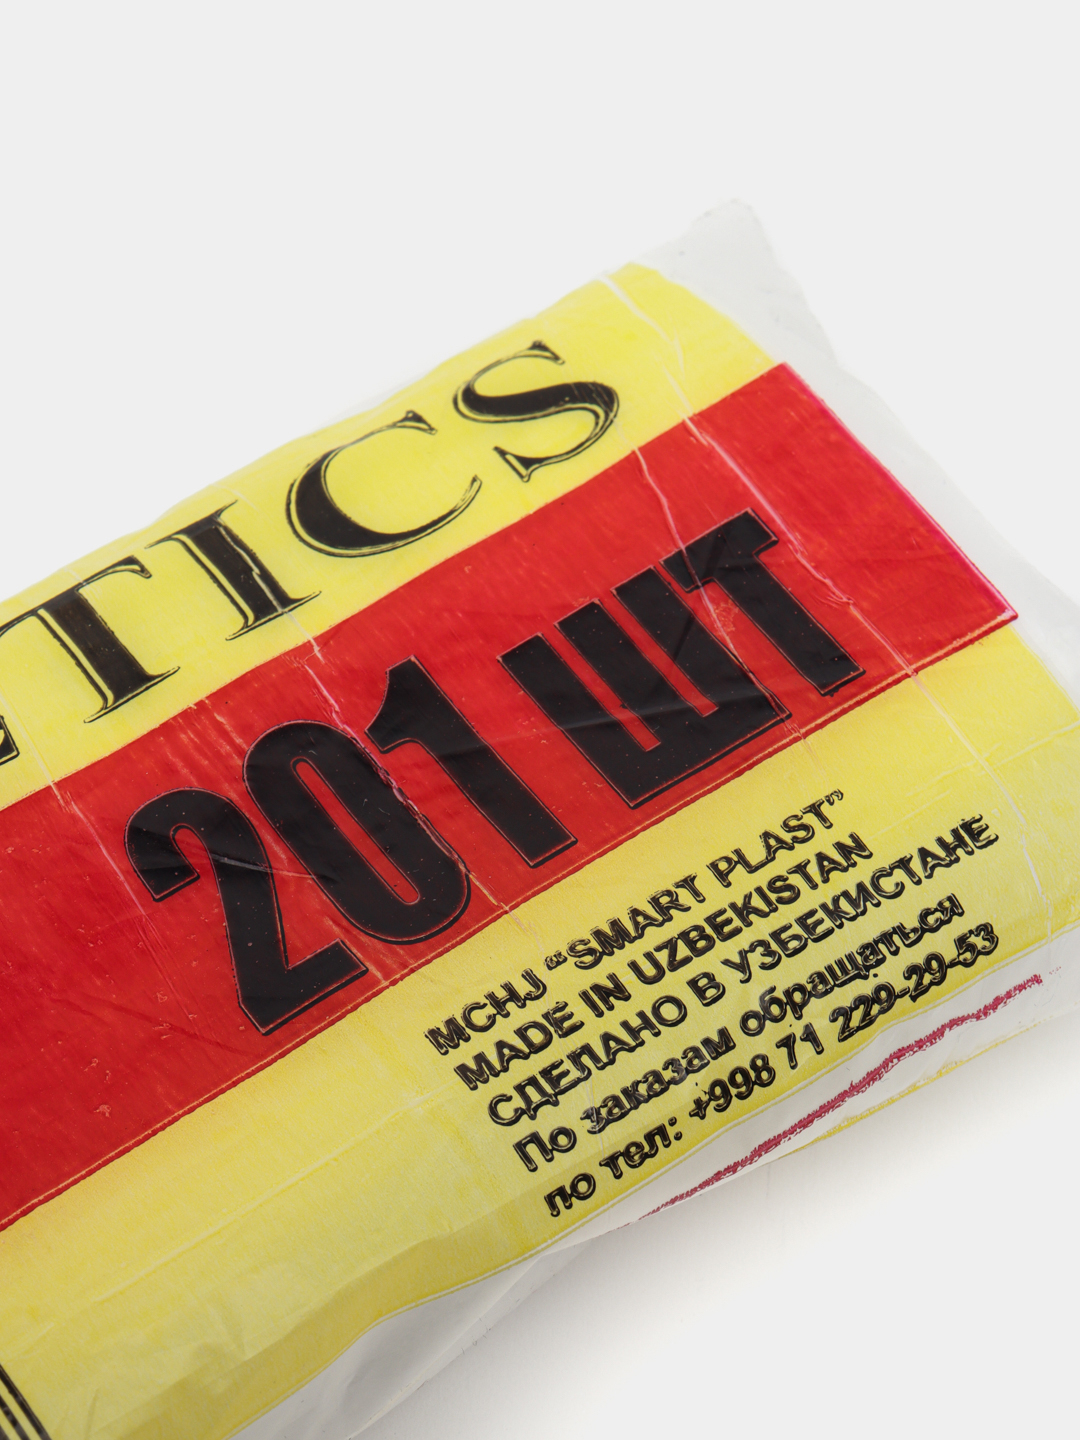 TICS
201 ШТ
MCHJ “SMART PLAST”
MADE IN UZBEKISTAN
СДЕЛАНО В УЗБЕКИСТАНЕ
По заказам обращаться
по тел: +998 71 229-29-53